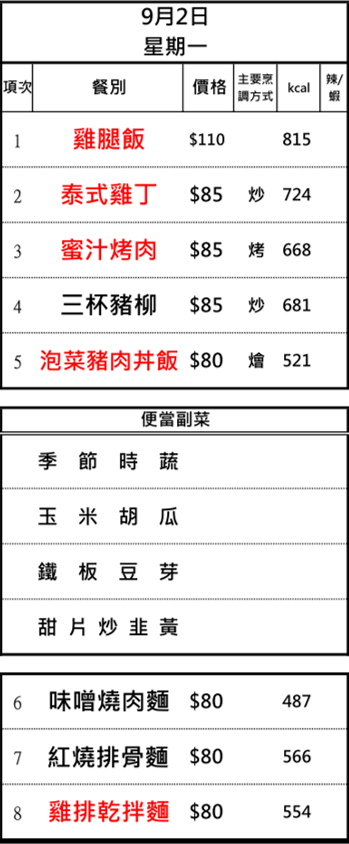 9月2日
星期一
項次 餐別 價格 主要烹調方式 kcal 辣/蝦
1 雞腿飯 $110 815
2 泰式雞丁 $85 炒 724
3 蜜汁烤肉 $85 烤 668
4 三杯豬柳 $85 炒 681
5 泡菜豬肉丼飯 $80 燴 521
便當副菜
季節時蔬
玉米胡瓜
鐵板豆芽
甜片炒韭黃
6 味噌燒肉麵 $80 487
7 紅燒排骨麵 $80 566
8 雞排乾拌麵 $80 554